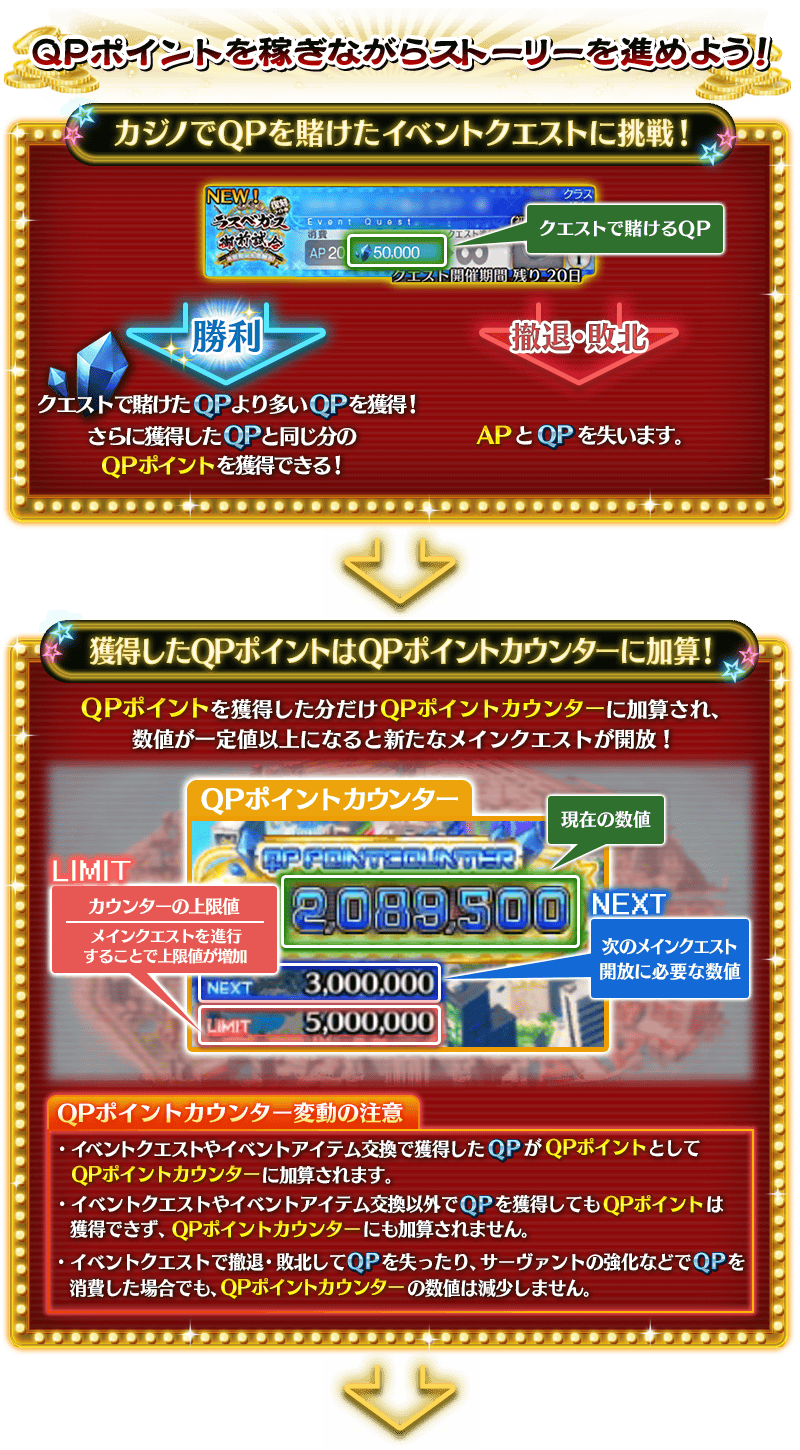 QPポイントを稼ぎながらストーリーを進めよう！
カジノでQPを賭けたイベントクエストに挑戦！
NEW！
クラス
ラスベガス
御前試合
Event Quest
消費
AP20
50,000
クエストで賭けるQP
クエスト開催期間 残り 20日
勝利
撤退・敗北
クエストで賭けたQPより多いQPを獲得！
さらに獲得したQPと同じ分の
QPポイントを獲得できる！
APとQPを失います。
獲得したQPポイントはQPポイントカウンターに加算！
QPポイントを獲得した分だけQPポイントカウンターに加算され、
数値が一定値以上になると新たなメインクエストが開放！
QPポイントカウンター
現在の数値
QP POINTCOUNTER
2,089,500
LIMIT
カウンターの上限値
メインクエストを進行
することで上限値が増加
NEXT
次のメインクエスト
開放に必要な数値
NEXT 3,000,000
LIMIT 5,000,000
QPポイントカウンター変動の注意
・イベントクエストやイベントアイテム交換で獲得したQPがQPポイントとして
QPポイントカウンターに加算されます。
・イベントクエストやイベントアイテム交換以外でQPを獲得してもQPポイントは
獲得できず、QPポイントカウンターにも加算されません。
・イベントクエストで撤退・敗北してQPを失ったり、サーヴァントの強化などでQPを
消費した場合でも、QPポイントカウンターの数値は減少しません。